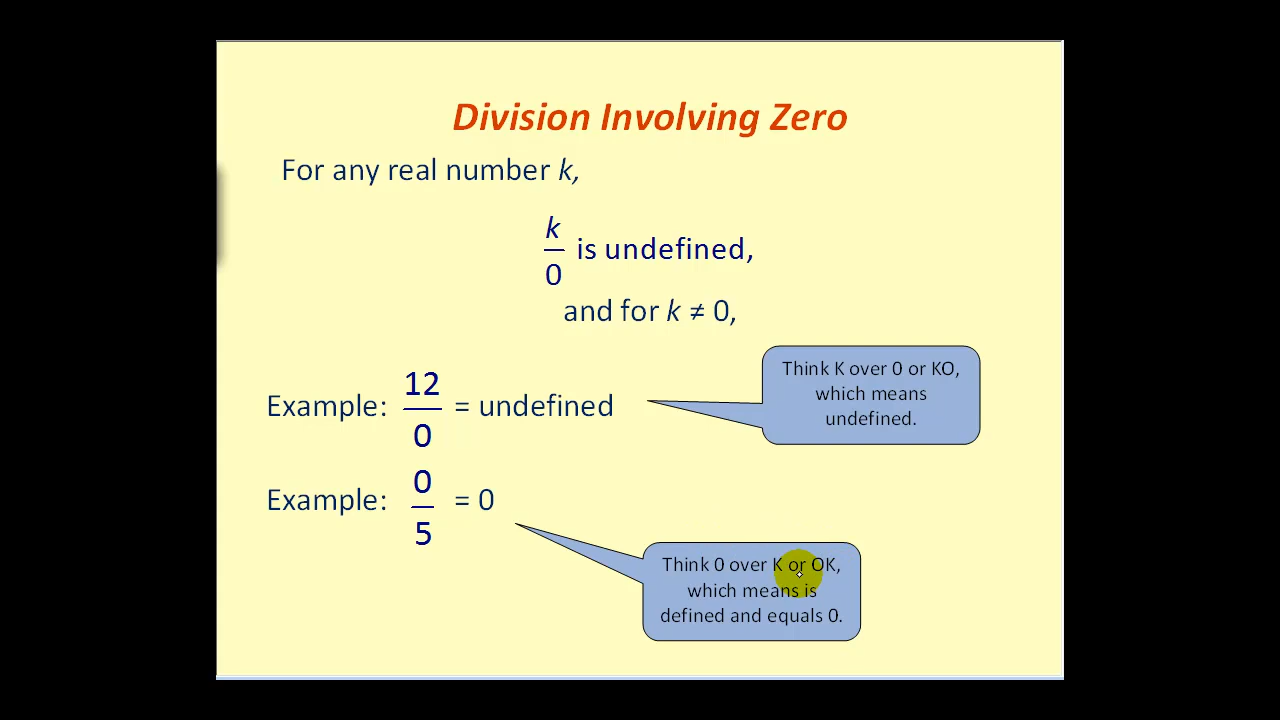 Division Involving Zero
For any real number k,
k/0 is undefined,
and for k ≠ 0,
Example: 12/0 = undefined
Think K over 0 or KO,
which means
undefined.
Example: 0/5 = 0
Think 0 over K or OK,
which means is
defined and equals 0.